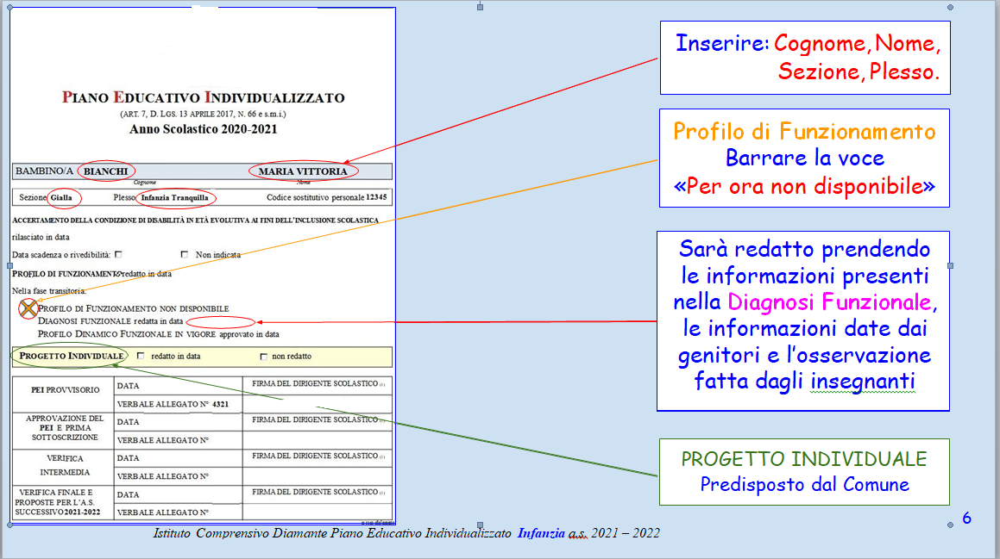 PIANO EDUCATIVO INDIVIDUALIZZATO
(ART. 7, D. LGS. 13 APRILE 2017, N. 66 e s.m.i.)
Anno Scolastico 2020-2021
BAMBINO/A BIANCHI MARIA VITTORIA
Cognome Nome
Sezione Gialla Plesso Infanzia Tranquilla Codice sostitutivo personale 12345
ACCERTAMENTO DELLA CONDIZIONE DI DISABILITÀ IN ETÀ EVOLUTIVA AI FINI DELL'INCLUSIONE SCOLASTICA
rilasciato in data
Data scadenza o rivedibilità: ☐ ☐ Non indicata
PROFILO DI FUNZIONAMENTO redatto in data
Nella fase transitoria:
PROFILO DI FUNZIONAMENTO NON DISPONIBILE
DIAGNOSI FUNZIONALE redatta in data
PROFILO DINAMICO FUNZIONALE IN VIGORE approvato in data
PROGETTO INDIVIDUALE ☐ redatto in data ☐ non redatto
PEI PROVVISORIO
DATA
FIRMA DEL DIRIGENTE SCOLASTICO (1)
VERBALE ALLEGATO N° 4321
APPROVAZIONE DEL
PEI E PRIMA
SOTTOSCRIZIONE
DATA
FIRMA DEL DIRIGENTE SCOLASTICO (1)
VERBALE ALLEGATO N°
VERIFICA
INTERMEDIA
DATA
FIRMA DEL DIRIGENTE SCOLASTICO (1)
VERBALE ALLEGATO N°
VERIFICA FINALE E
PROPOSTE PER L'A.S.
SUCCESSIVO 2021-2022
DATA
FIRMA DEL DIRIGENTE SCOLASTICO (1)
VERBALE ALLEGATO N°
Inserire: Cognome, Nome,
Sezione, Plesso.
Profilo di Funzionamento
Barrare la voce
«Per ora non disponibile»
Sarà redatto prendendo
le informazioni presenti
nella Diagnosi Funzionale,
le informazioni date dai
genitori e l'osservazione
fatta dagli insegnanti
PROGETTO INDIVIDUALE
Predisposto dal Comune
6
Istituto Comprensivo Diamante Piano Educativo Individualizzato Infanzia a.s. 2021 – 2022